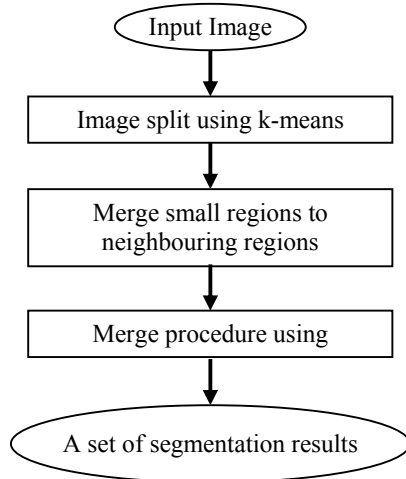 Input Image
Image split using k-means
Merge small regions to
neighbouring regions
Merge procedure using
A set of segmentation results